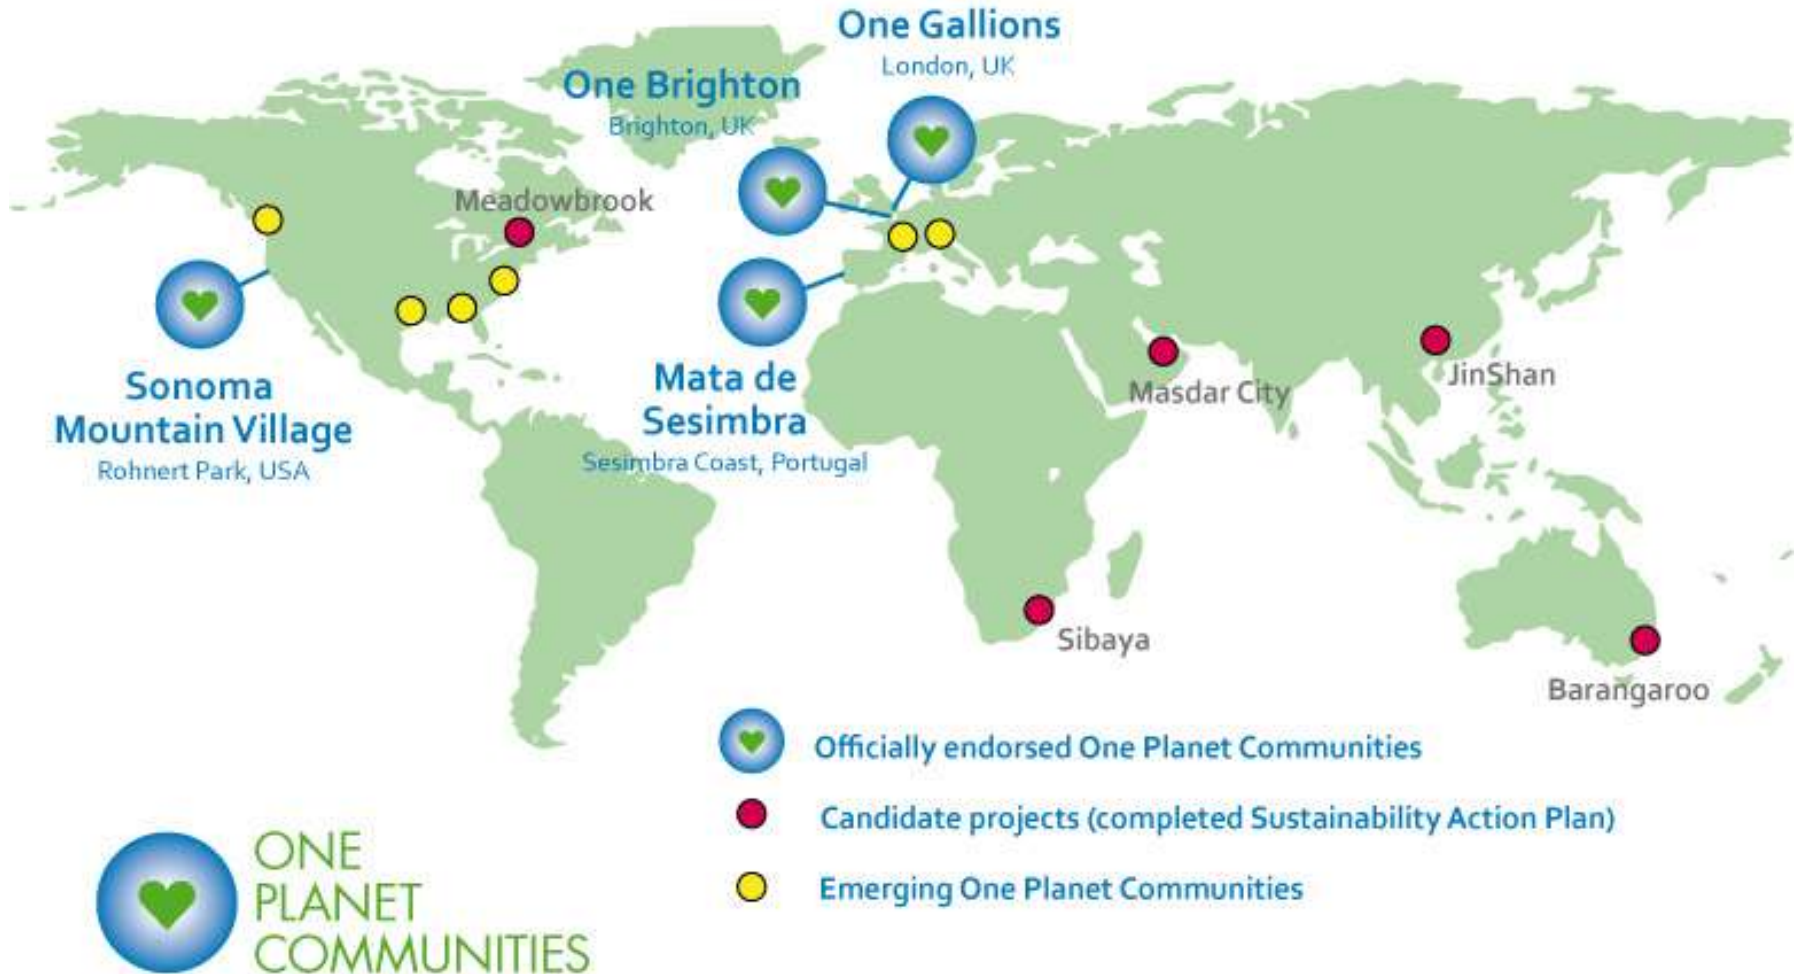 One Gallions
London, UK
One Brighton
Brighton, UK
Meadowbrook
Sonoma
Mountain Village
Rohnert Park, USA
Mata de
Sesimbra
Sesimbra Coast, Portugal
Masdar City
JinShan
Sibaya
Barangaroo
Officially endorsed One Planet Communities
Candidate projects (completed Sustainability Action Plan)
Emerging One Planet Communities
ONE
PLANET
COMMUNITIES